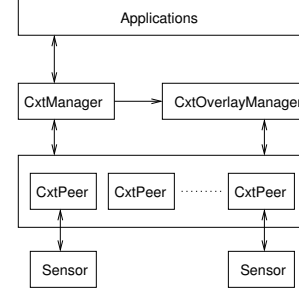 Applications
CxtManager CxtOverlayManager
CxtPeer CxtPeer CxtPeer
Sensor Sensor